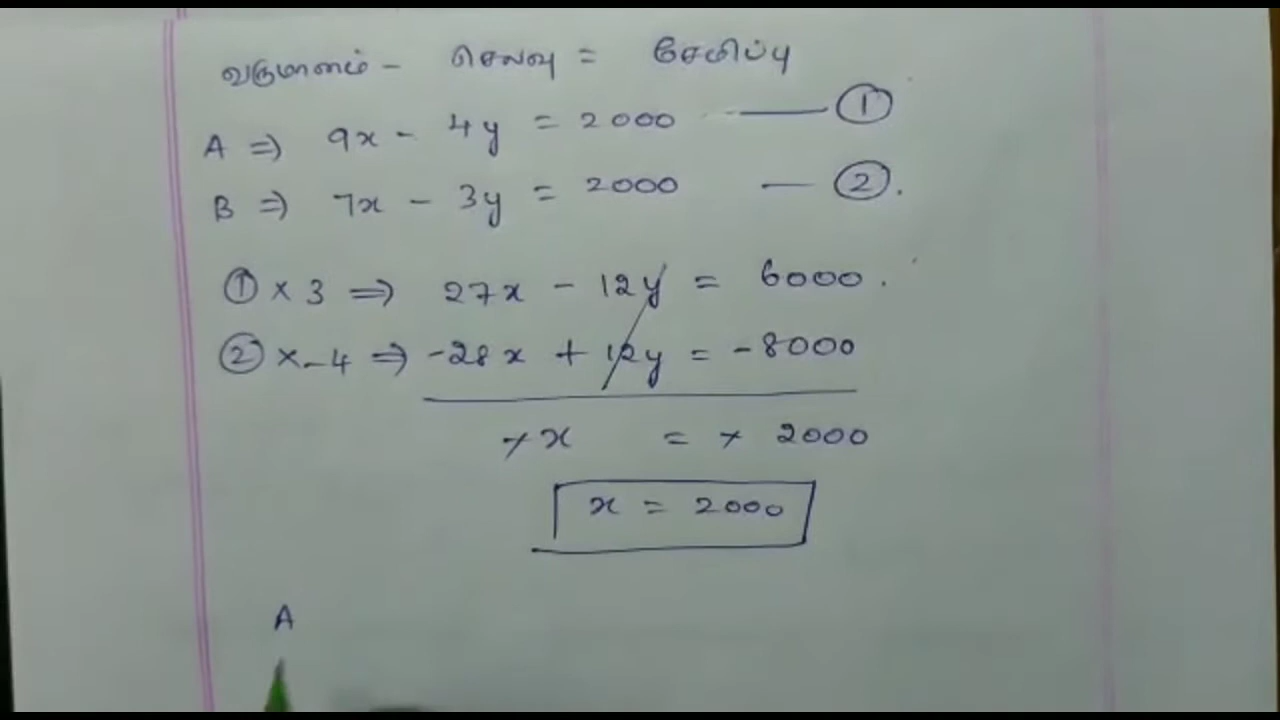 வருமானம் - செலவு = சேமிப்பு
A ⇒ 9x - 4y = 2000 —— ①
B ⇒ 7x - 3y = 2000 — ②.
① x 3 ⇒ 27x - 12y = 6000.
② x -4 ⇒ -28x + 12y = -8000
-x = - 2000
x = 2000
A